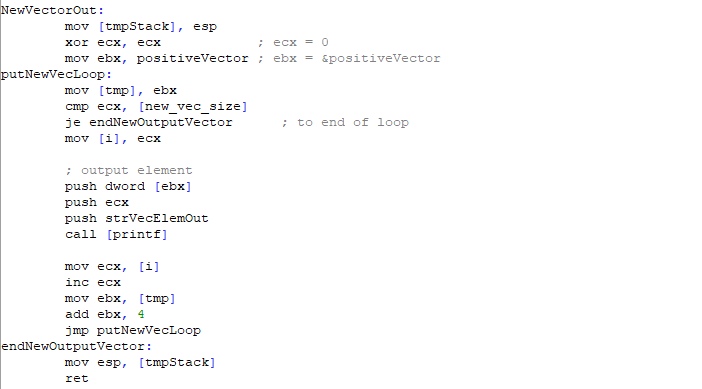 NewVectorOut:
        mov [tmpStack], esp
        xor ecx, ecx            ; ecx = 0
        mov ebx, positiveVector ; ebx = &positiveVector
putNewVecLoop:
        mov [tmp], ebx
        cmp ecx, [new_vec_size]
        je endNewOutputVector      ; to end of loop
        mov [i], ecx

        ; output element
        push dword [ebx]
        push ecx
        push strVecElemOut
        call [printf]

        mov ecx, [i]
        inc ecx
        mov ebx, [tmp]
        add ebx, 4
        jmp putNewVecLoop
endNewOutputVector:
        mov esp, [tmpStack]
        ret